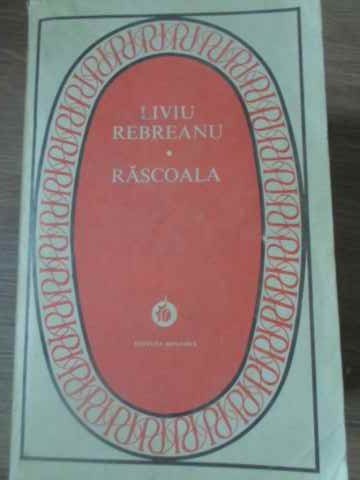 LIVIU
REBREANU
•
RĂSCOALA
EDITURA MINERVA